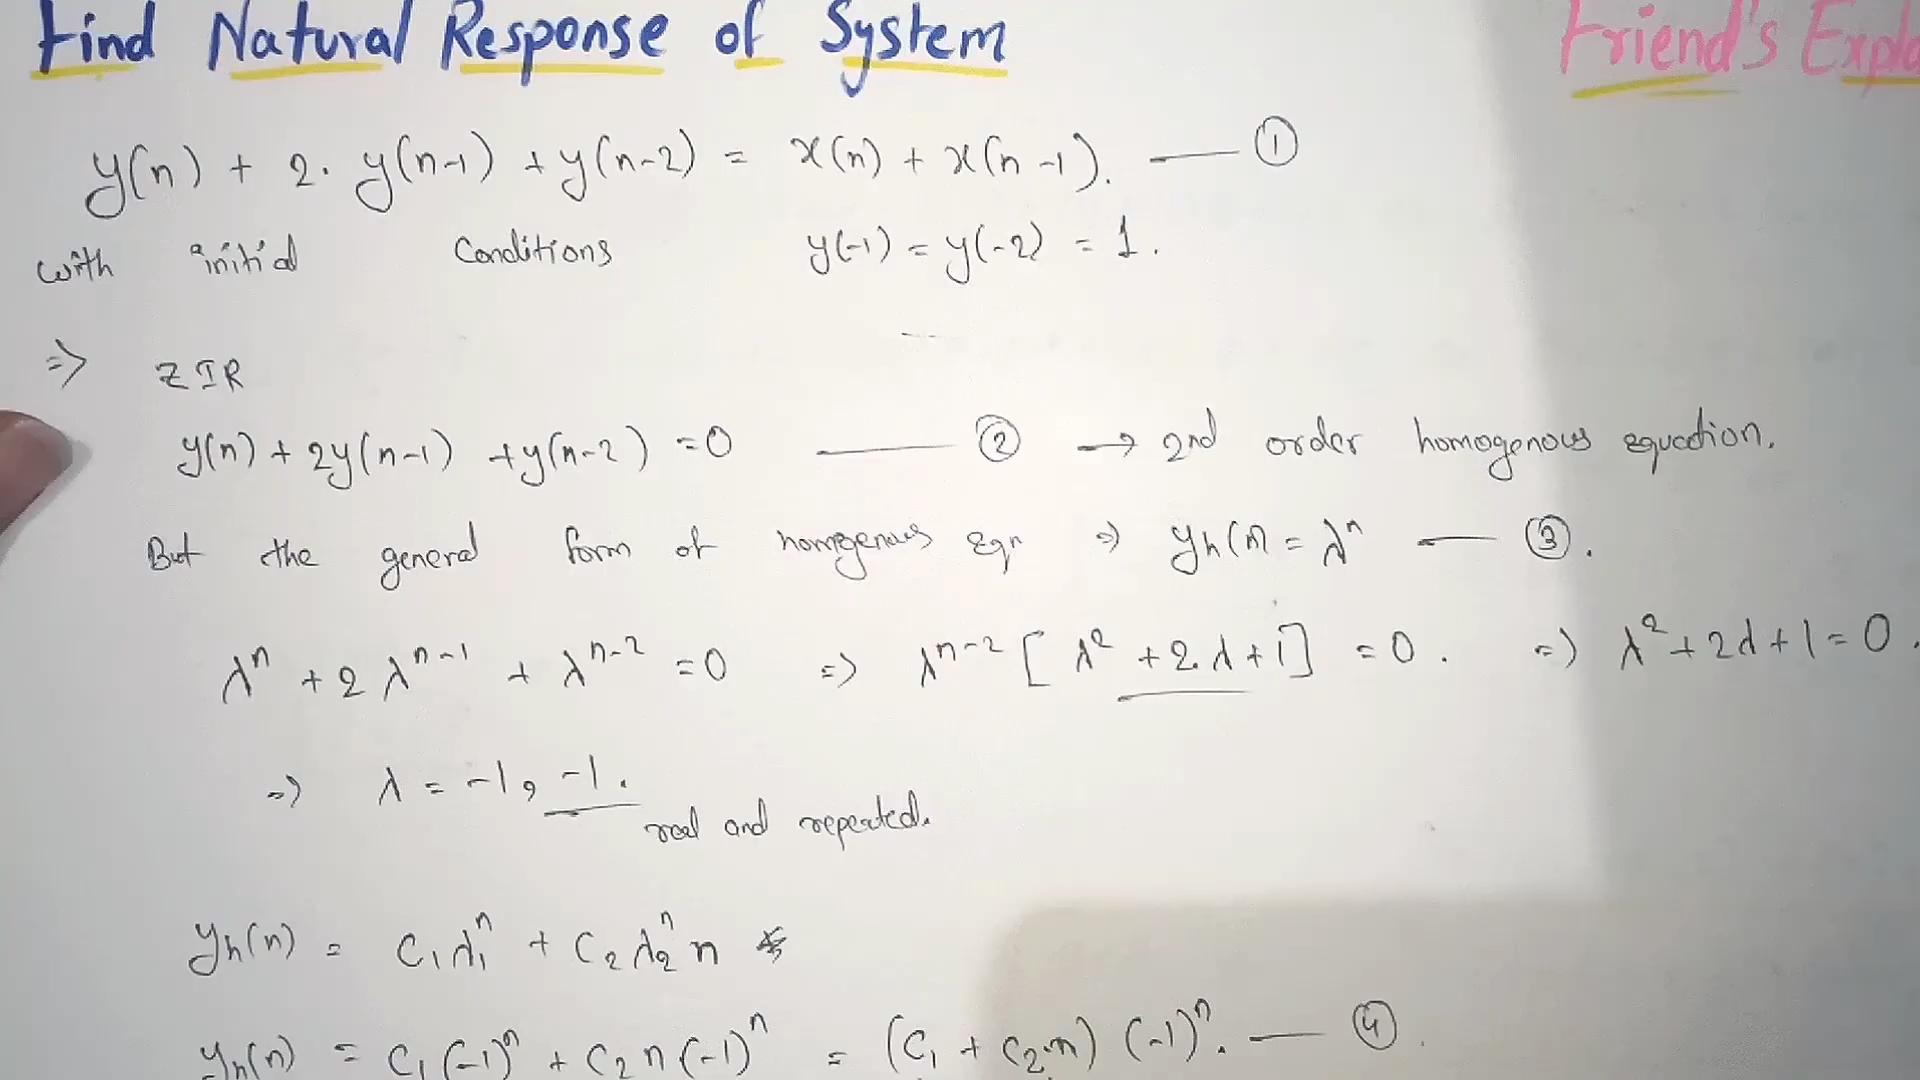 Find Natural Response of System
Friend's Expla
y(n) + 2. y(n-1) + y(n-2) = x(n) + x(n-1). — ①
with initial Conditions y(-1) = y(-2) = 1.
=> ZIR
y(n) + 2y(n-1) + y(n-2) = 0 — ② → 2nd order homogenous equation.
But the general form of homogenous Eqn => yh(n) = λⁿ — ③.
λⁿ + 2λⁿ⁻¹ + λⁿ⁻² = 0 => λⁿ⁻² [λ² + 2λ + 1] = 0. => λ² + 2λ + 1 = 0.
=> λ = -1, -1.
real and repeated.
yh(n) = C₁λ₁ⁿ + C₂λ₂ⁿ n
yh(n) = C₁(-1)ⁿ + C₂ n (-1)ⁿ = (C₁ + C₂n) (-1)ⁿ. — ④.